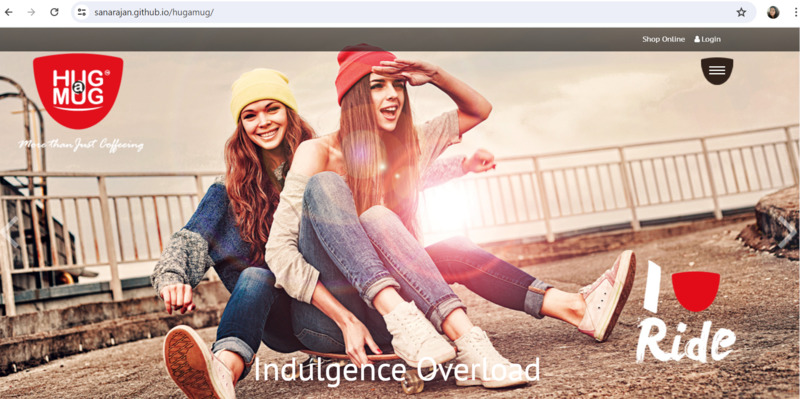 sanarajan.github.io/hugamug/
Shop Online Login
HUG
a
MUG
More than Just Coffeeing
I
Ride
Indulgence Overload